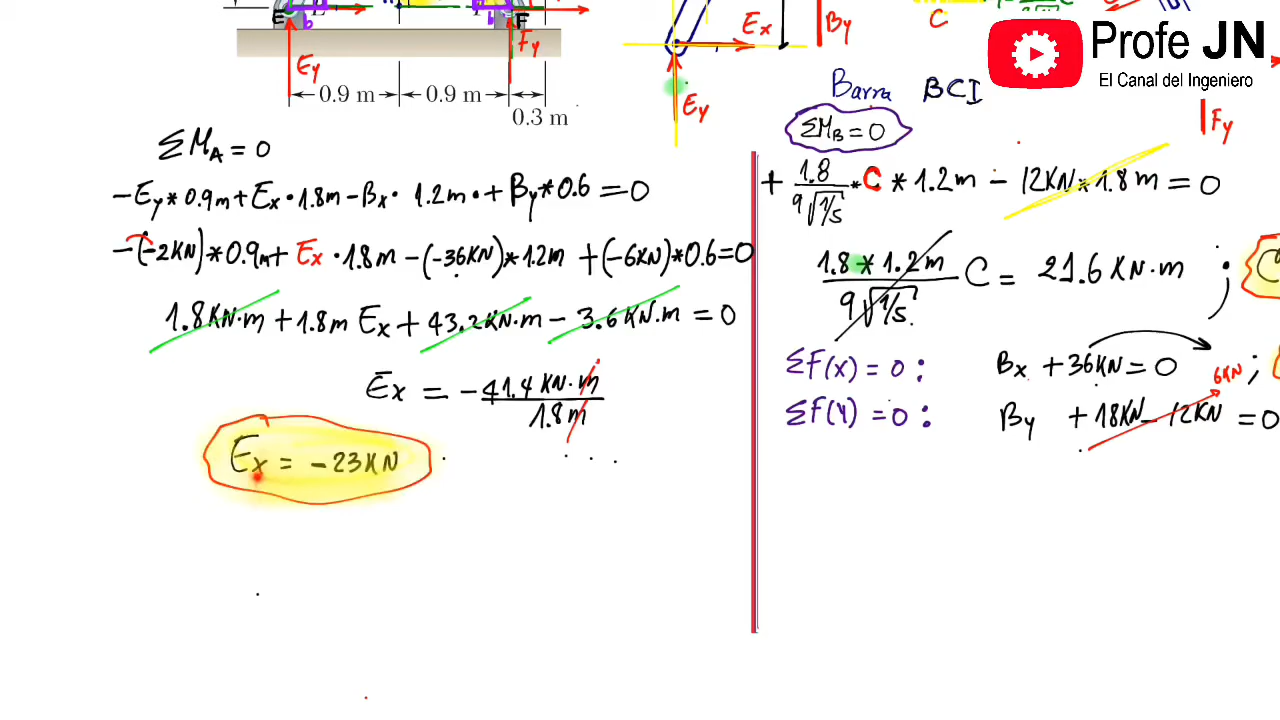 E b F
Ey Fy
0.9 m 0.9 m
0.3 m
Ex By C
Ey
Profe JN
El Canal del Ingeniero
Fy
ΣM_A = 0
-Ey*0.9m + Ex·1.8m - Bx· 1.2m· + By*0.6 = 0
-(-2KN)*0.9m + Ex ·1.8m - (-36KN)*1.2m + (-6KN)*0.6=0
1.8KN·m + 1.8m Ex + 43.2KN·m - 3.6KN.m = 0
Ex = -41.4 KN·m / 1.8m
Ex = -23KN
. . .
Barra BCI
ΣM_B = 0
+ 1.8/9√1/5 * C * 1.2m - 12KN*1.8m = 0
1.8*1.2m/9√1/5 C = 21.6 KN·m ; C
ΣF(x) = 0 : Bx + 36KN = 0 ;
6KN
ΣF(Y) = 0 : By + 18KN - 12KN = 0